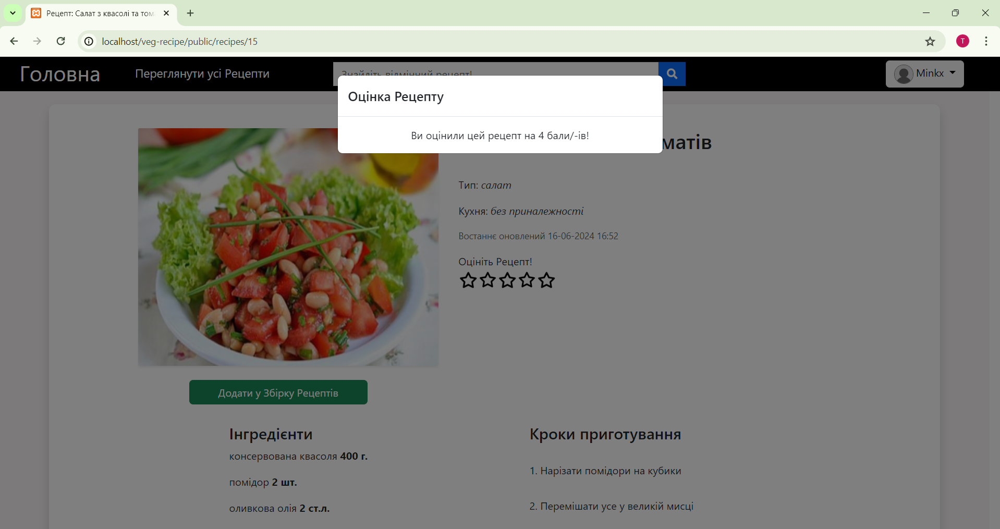 Рецепт: Салат з квасолі та том
localhost/veg-recipe/public/recipes/15
T
Головна
Переглянути усі Рецепти
Знайдіть відмінний рецепт!
Minkx
Оцінка Рецепту
Ви оцінили цей рецепт на 4 бали/-ів!
матів
Тип: салат
Кухня: без приналежності
Востаннє оновлений 16-06-2024 16:52
Оцініть Рецепт!
Додати у Збірку Рецептів
Інгредієнти
консервована квасоля 400 г.
помідор 2 шт.
оливкова олія 2 ст.л.
Кроки приготування
1. Нарізати помідори на кубики
2. Перемішати усе у великій мисці